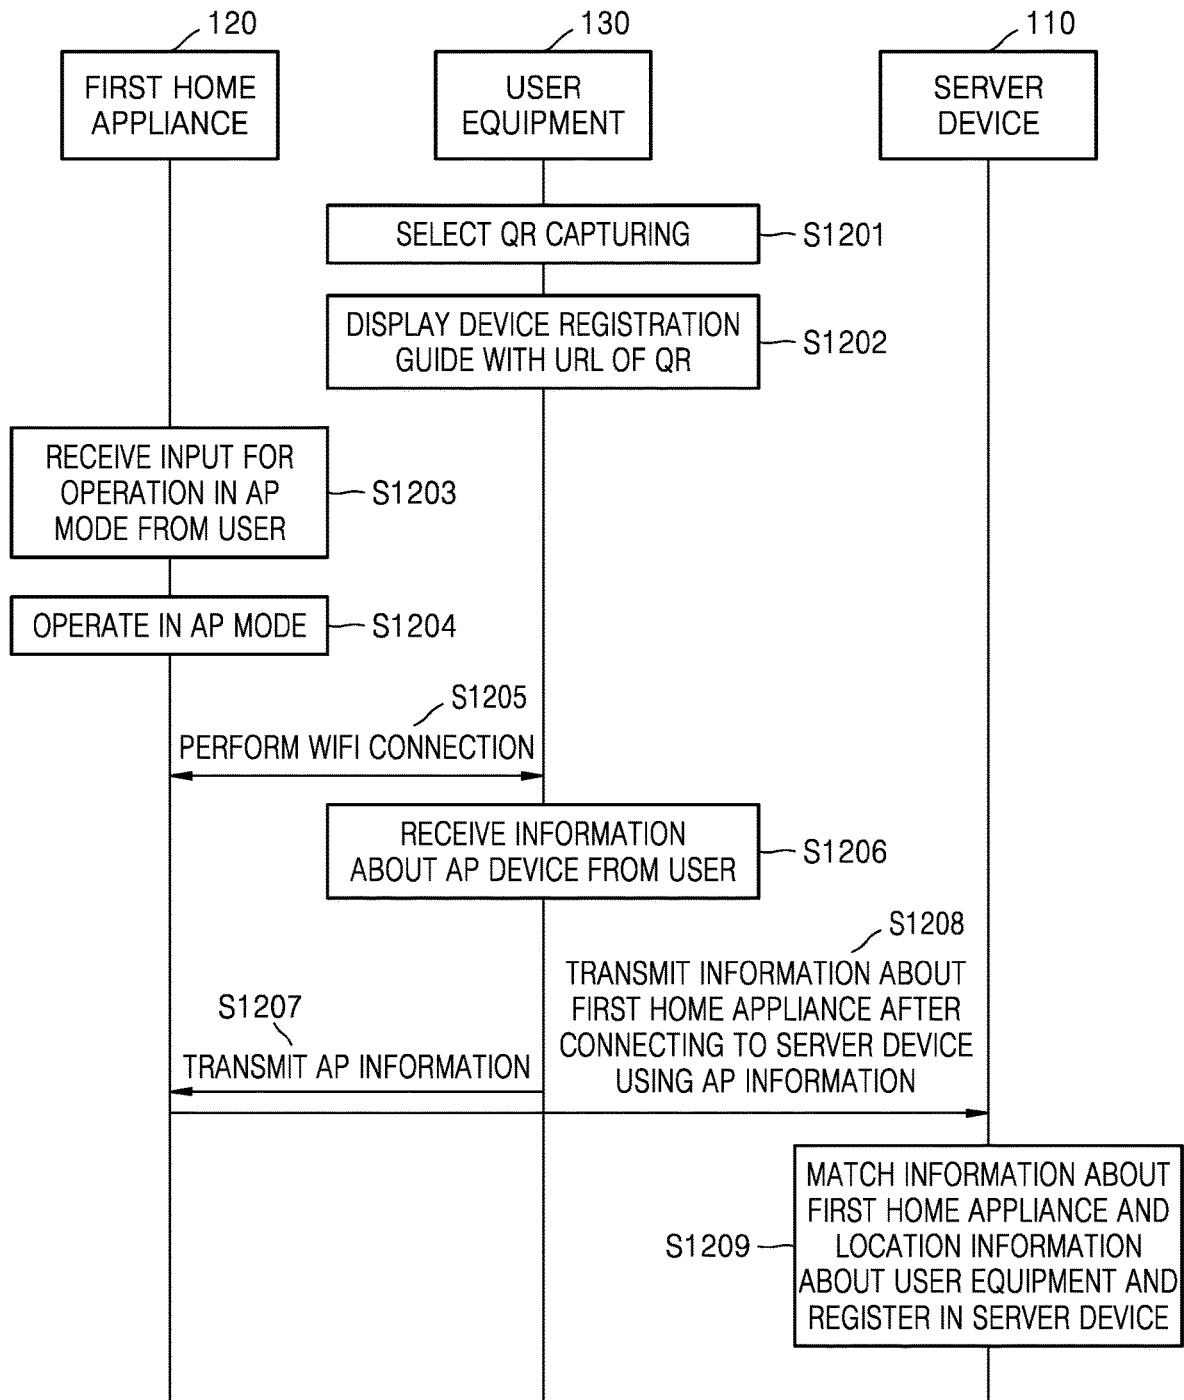 120
130
110
FIRST HOME
APPLIANCE
USER
EQUIPMENT
SERVER
DEVICE
SELECT QR CAPTURING
S1201
DISPLAY DEVICE REGISTRATION
GUIDE WITH URL OF QR
S1202
RECEIVE INPUT FOR
OPERATION IN AP
MODE FROM USER
S1203
OPERATE IN AP MODE
S1204
S1205
PERFORM WIFI CONNECTION
RECEIVE INFORMATION
ABOUT AP DEVICE FROM USER
S1206
S1207
TRANSMIT AP INFORMATION
S1208
TRANSMIT INFORMATION ABOUT
FIRST HOME APPLIANCE AFTER
CONNECTING TO SERVER DEVICE
USING AP INFORMATION
S1209
MATCH INFORMATION ABOUT
FIRST HOME APPLIANCE AND
LOCATION INFORMATION
ABOUT USER EQUIPMENT AND
REGISTER IN SERVER DEVICE